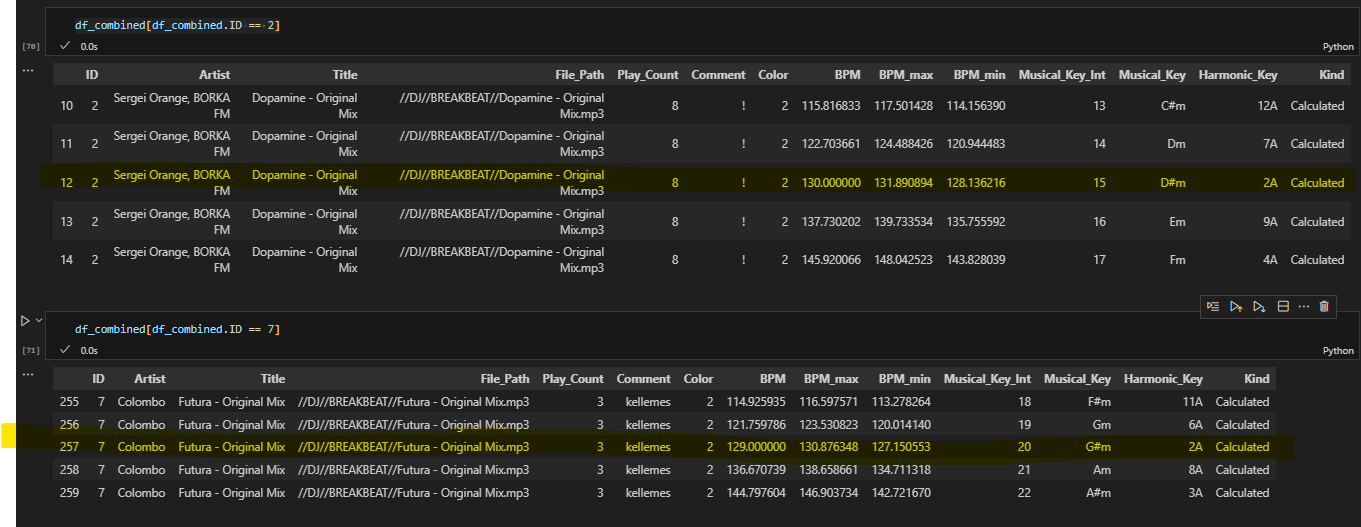 df_combined[df_combined.ID == 2]
[70] 0.0s Python
... ID Artist Title File_Path Play_Count Comment Color BPM BPM_max BPM_min Musical_Key_Int Musical_Key Harmonic_Key Kind
Sergei Orange, BORKA Dopamine - Original //DJ//BREAKBEAT//Dopamine - Original
10 2 8 ! 2 115.816833 117.501428 114.156390 13 C#m 12A Calculated
FM Mix Mix.mp3
Sergei Orange, BORKA Dopamine - Original //DJ//BREAKBEAT//Dopamine - Original
11 2 8 ! 2 122.703661 124.488426 120.944483 14 Dm 7A Calculated
FM Mix Mix.mp3
Sergei Orange, BORKA Dopamine - Original //DJ//BREAKBEAT//Dopamine - Original
12 2 8 ! 2 130.000000 131.890894 128.136216 15 D#m 2A Calculated
FM Mix Mix.mp3
Sergei Orange, BORKA Dopamine - Original //DJ//BREAKBEAT//Dopamine - Original
13 2 8 ! 2 137.730202 139.733534 135.755592 16 Em 9A Calculated
FM Mix Mix.mp3
Sergei Orange, BORKA Dopamine - Original //DJ//BREAKBEAT//Dopamine - Original
14 2 8 ! 2 145.920066 148.042523 143.828039 17 Fm 4A Calculated
FM Mix Mix.mp3
df_combined[df_combined.ID == 7]
[71] 0.0s Python
... ID Artist Title File_Path Play_Count Comment Color BPM BPM_max BPM_min Musical_Key_Int Musical_Key Harmonic_Key Kind
255 7 Colombo Futura - Original Mix //DJ//BREAKBEAT//Futura - Original Mix.mp3 3 kellemes 2 114.925935 116.597571 113.278264 18 F#m 11A Calculated
256 7 Colombo Futura - Original Mix //DJ//BREAKBEAT//Futura - Original Mix.mp3 3 kellemes 2 121.759786 123.530823 120.014140 19 Gm 6A Calculated
257 7 Colombo Futura - Original Mix //DJ//BREAKBEAT//Futura - Original Mix.mp3 3 kellemes 2 129.000000 130.876348 127.150553 20 G#m 2A Calculated
258 7 Colombo Futura - Original Mix //DJ//BREAKBEAT//Futura - Original Mix.mp3 3 kellemes 2 136.670739 138.658661 134.711318 21 Am 8A Calculated
259 7 Colombo Futura - Original Mix //DJ//BREAKBEAT//Futura - Original Mix.mp3 3 kellemes 2 144.797604 146.903734 142.721670 22 A#m 3A Calculated